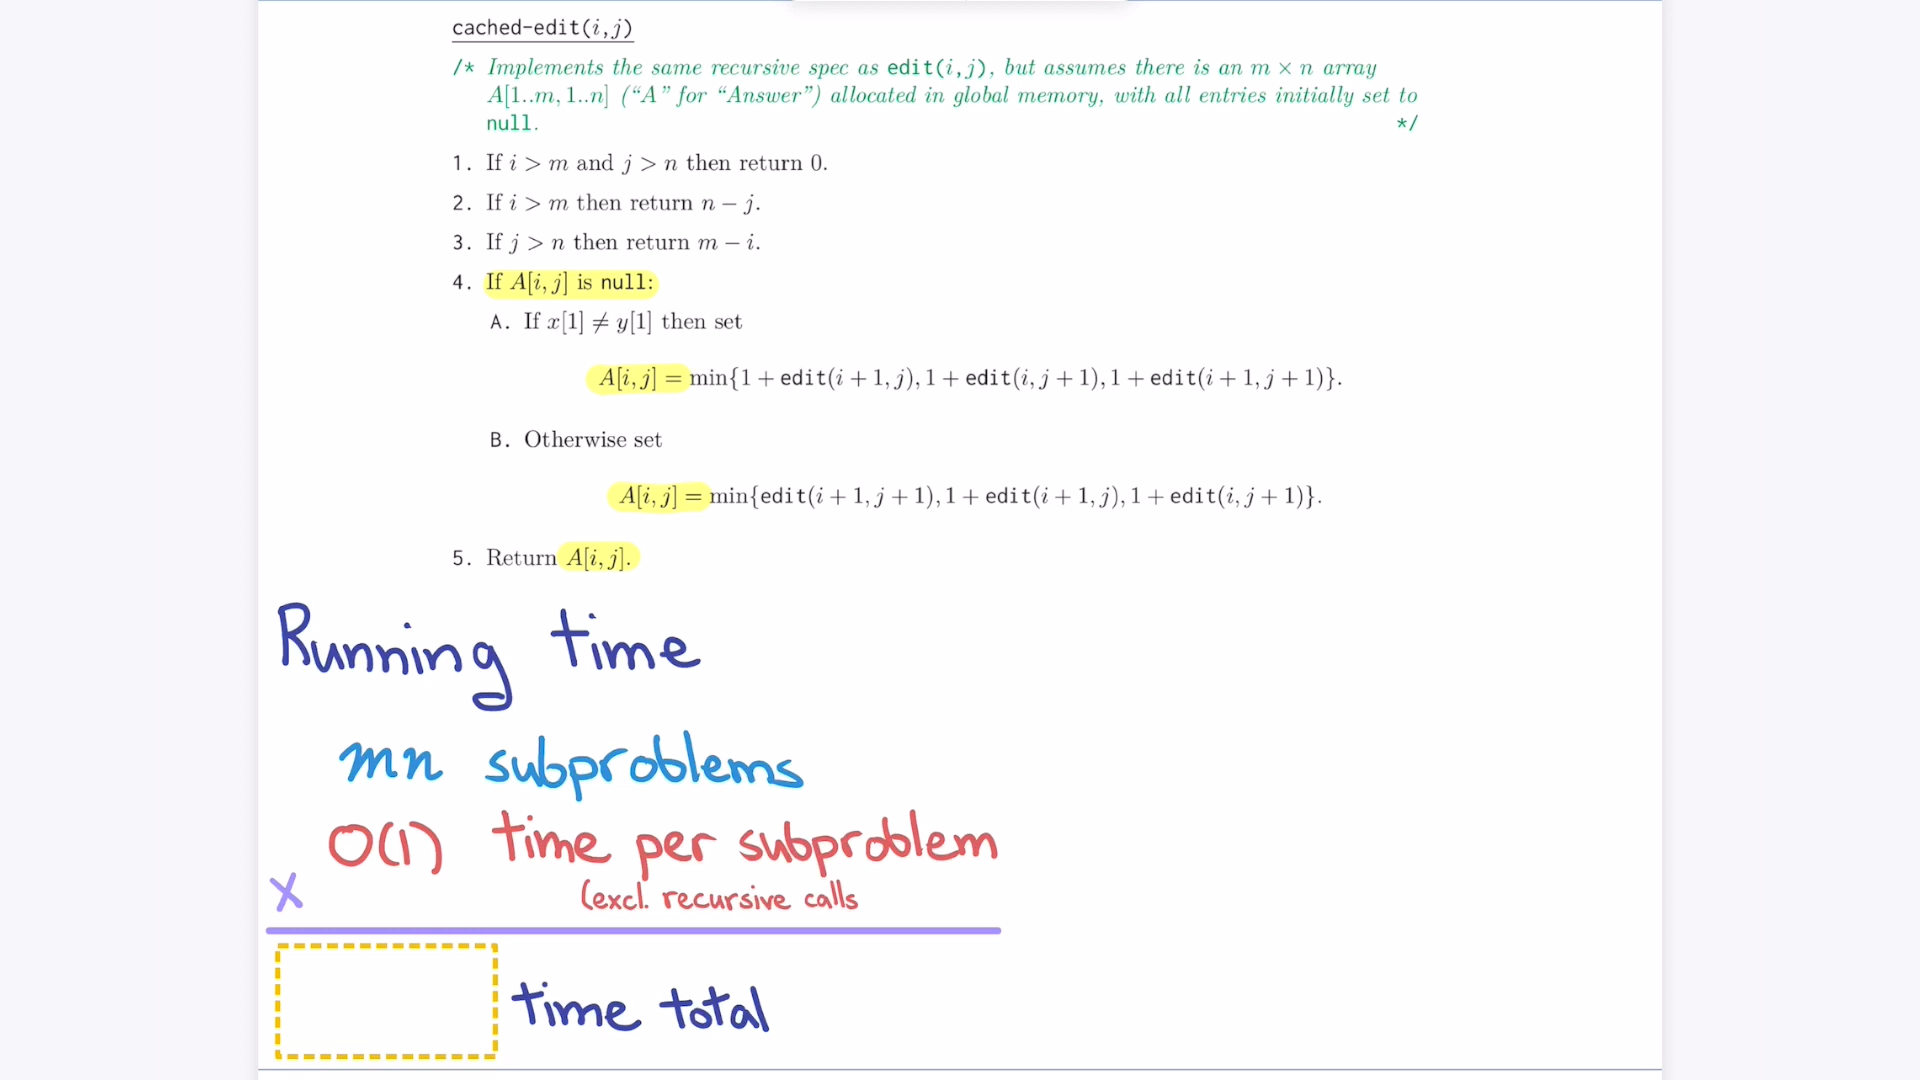 cached-edit(i,j)
/* Implements the same recursive spec as edit(i,j), but assumes there is an m × n array
A[1..m, 1..n] (“A” for “Answer”) allocated in global memory, with all entries initially set to
null. */
1. If i > m and j > n then return 0.
2. If i > m then return n − j.
3. If j > n then return m − i.
4. If A[i, j] is null:
A. If x[1] ≠ y[1] then set
A[i, j] = min{1 + edit(i + 1, j), 1 + edit(i, j + 1), 1 + edit(i + 1, j + 1)}.
B. Otherwise set
A[i, j] = min{edit(i + 1, j + 1), 1 + edit(i + 1, j), 1 + edit(i, j + 1)}.
5. Return A[i, j].
Running time
mn subproblems
O(1) time per subproblem
X (excl. recursive calls
time total